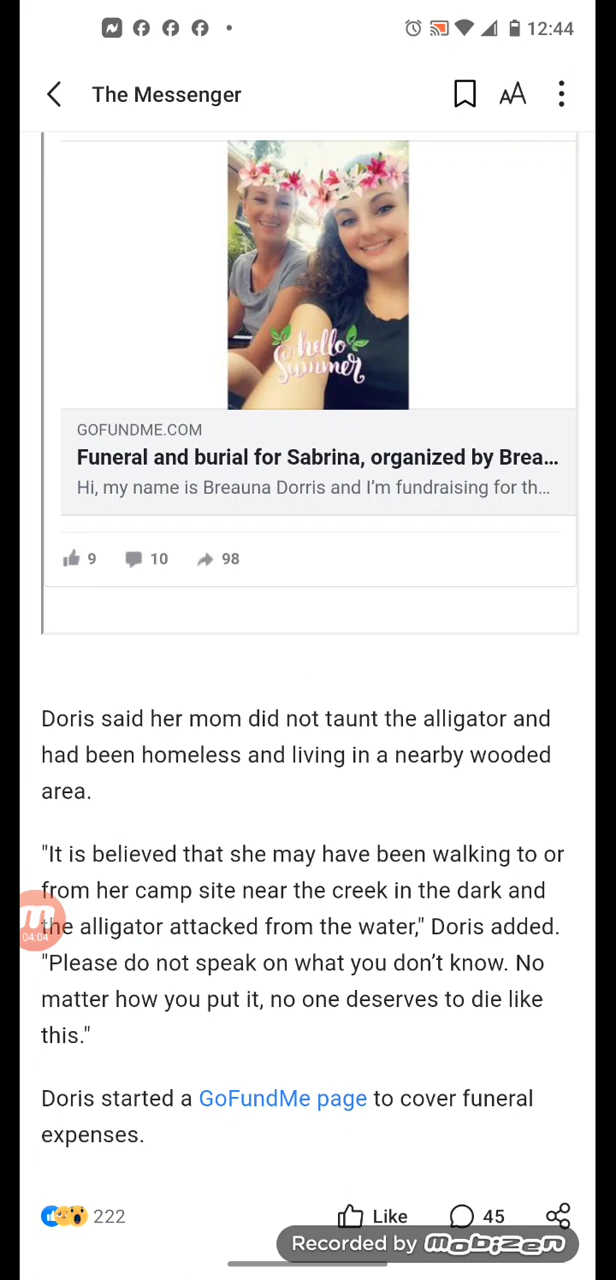 12:44
The Messenger
AA
hello
Summer
GOFUNDME.COM
Funeral and burial for Sabrina, organized by Brea...
Hi, my name is Breauna Dorris and I'm fundraising for th...
9 10 98
Doris said her mom did not taunt the alligator and
had been homeless and living in a nearby wooded
area.
"It is believed that she may have been walking to or
from her camp site near the creek in the dark and
the alligator attacked from the water," Doris added.
04:04
"Please do not speak on what you don't know. No
matter how you put it, no one deserves to die like
this."
Doris started a GoFundMe page to cover funeral
expenses.
222 Like 45
Recorded by mobizen